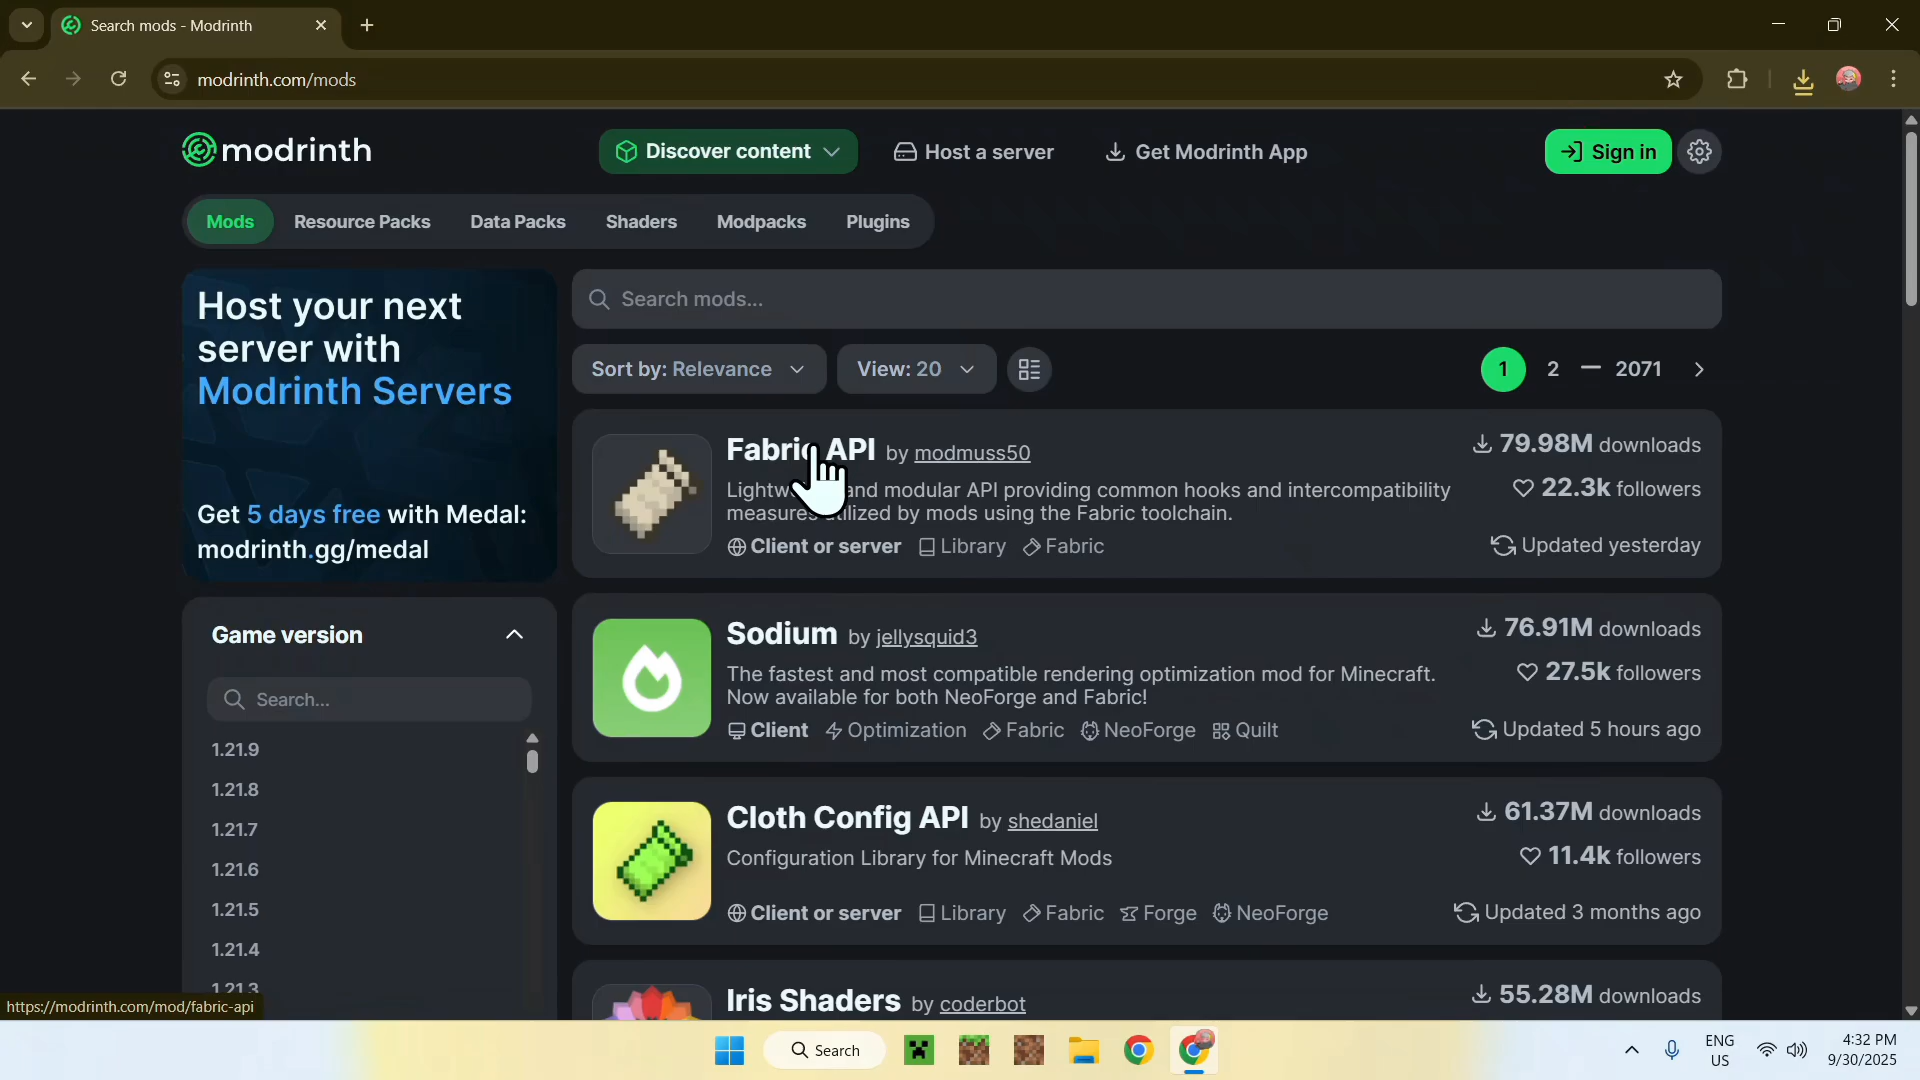 Search mods - Modrinth
modrinth.com/mods
modrinth
Discover content
Host a server
Get Modrinth App
Sign in
Mods
Resource Packs
Data Packs
Shaders
Modpacks
Plugins
Host your next
server with
Modrinth Servers
Get 5 days free with Medal:
modrinth.gg/medal
Search mods...
Sort by: Relevance
View: 20
1
2
2071
Fabric API by modmuss50
79.98M downloads
Lightw and modular API providing common hooks and intercompatibility
measures utilized by mods using the Fabric toolchain.
22.3k followers
Client or server
Library
Fabric
Updated yesterday
Sodium by jellysquid3
76.91M downloads
The fastest and most compatible rendering optimization mod for Minecraft.
Now available for both NeoForge and Fabric!
27.5k followers
Client
Optimization
Fabric
NeoForge
Quilt
Updated 5 hours ago
Cloth Config API by shedaniel
61.37M downloads
Configuration Library for Minecraft Mods
11.4k followers
Client or server
Library
Fabric
Forge
NeoForge
Updated 3 months ago
Iris Shaders by coderbot
55.28M downloads
Game version
Search...
1.21.9
1.21.8
1.21.7
1.21.6
1.21.5
1.21.4
1.21.3
https://modrinth.com/mod/fabric-api
Search
ENG
US
4:32 PM
9/30/2025